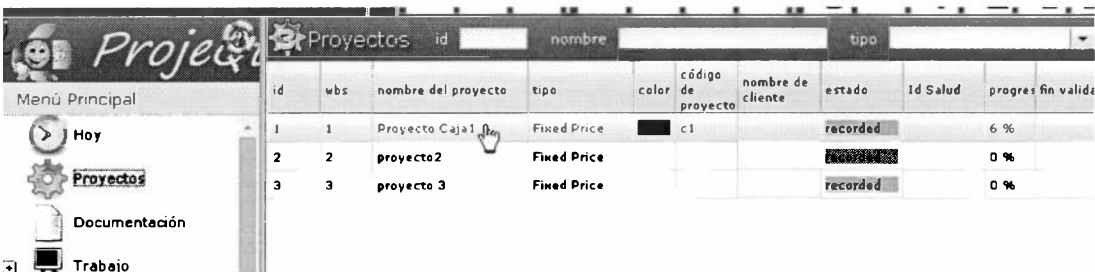 Proyectos id nombre tipo
Menú Principal
id wbs nombre del proyecto tipo color código de proyecto nombre de cliente estado Id Salud progres fin valida
Hoy
1 1 Proyecto Caja1 Fixed Price c1 recorded 6 %
2 2 proyecto2 Fixed Price recorded 0 %
Proyectos
3 3 proyecto 3 Fixed Price recorded 0 %
Documentación
Trabajo